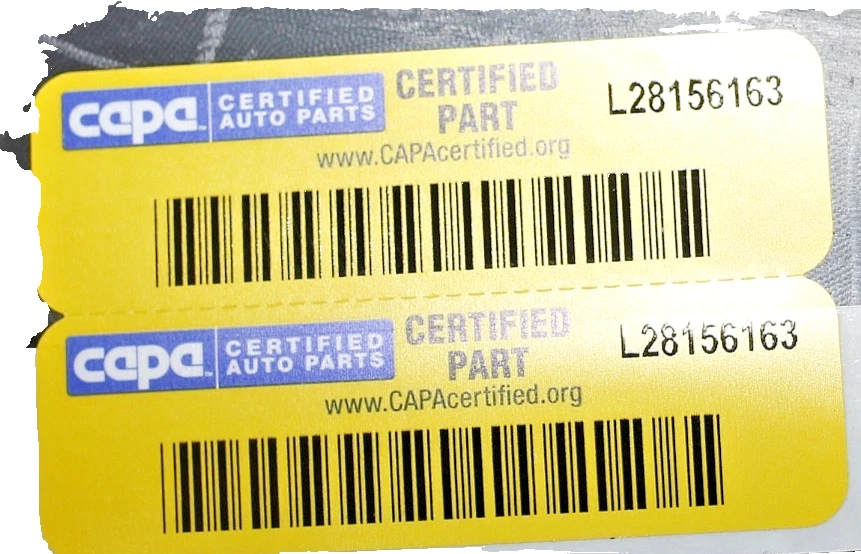 capa CERTIFIED AUTO PARTS
CERTIFIED
PART
www.CAPAcertified.org
L28156163
capa CERTIFIED AUTO PARTS
CERTIFIED
PART
www.CAPAcertified.org
L28156163